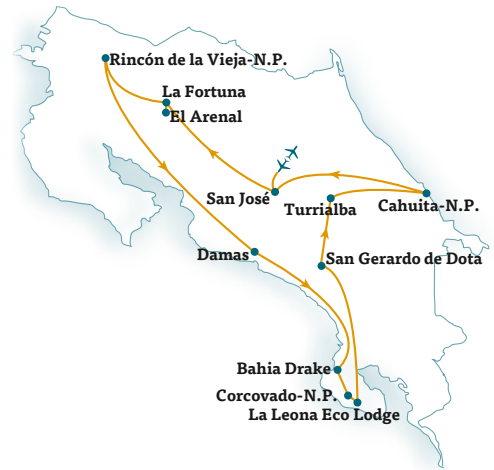 Rincón de la Vieja-N.P.
La Fortuna
El Arenal
San José
Turrialba
Cahuita-N.P.
Damas
San Gerardo de Dota
Bahia Drake
Corcovado-N.P.
La Leona Eco Lodge